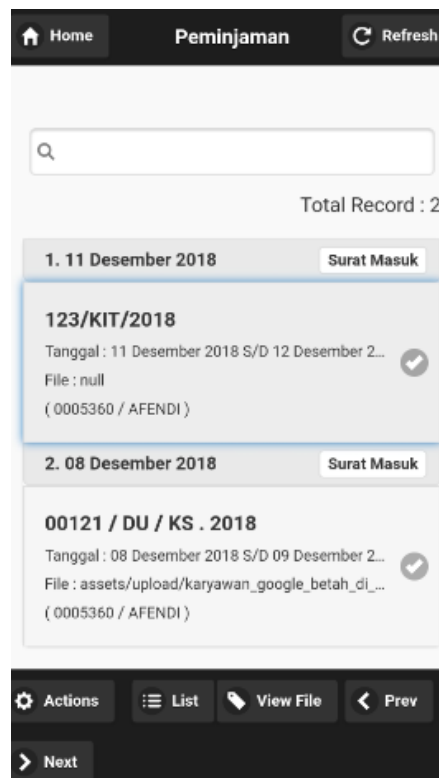 Home Peminjaman Refresh
Total Record : 2
1. 11 Desember 2018 Surat Masuk
123/KIT/2018
Tanggal : 11 Desember 2018 S/D 12 Desember 2...
File : null
( 0005360 / AFENDI )
2. 08 Desember 2018 Surat Masuk
00121 / DU / KS . 2018
Tanggal : 08 Desember 2018 S/D 09 Desember 2...
File : assets/upload/karyawan_google_betah_di_...
( 0005360 / AFENDI )
Actions List View File Prev
Next